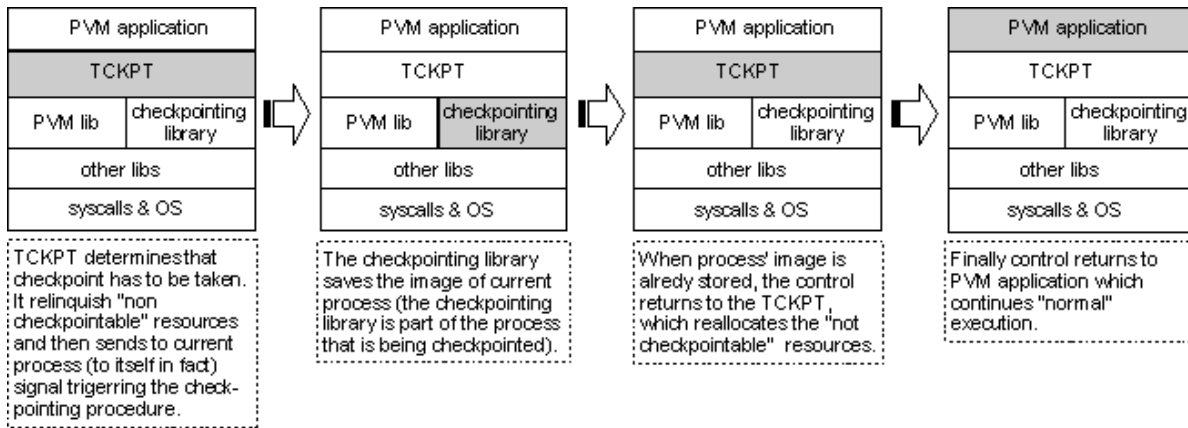 PVM application
TCKPT
PVM lib
checkpointing
library
other libs
syscalls & OS
TCKPT determines that
checkpoint has to be taken.
It relinquish "non
checkpointable" resources
and then sends to current
process (to itself in fact)
signal trigerring the check-
pointing procedure.
PVM application
TCKPT
PVM lib
checkpointing
library
other libs
syscalls & OS
The checkpointing library
saves the image of current
process (the checkpointing
library is part of the process
that is being checkpointed).
PVM application
TCKPT
PVM lib
checkpointing
library
other libs
syscalls & OS
When process' image is
alredy stored, the control
returns to the TCKPT,
which reallocates the "not
checkpointable" resources.
PVM application
TCKPT
PVM lib
checkpointing
library
other libs
syscalls & OS
Finally control returns to
PVM application which
continues "normal"
execution.